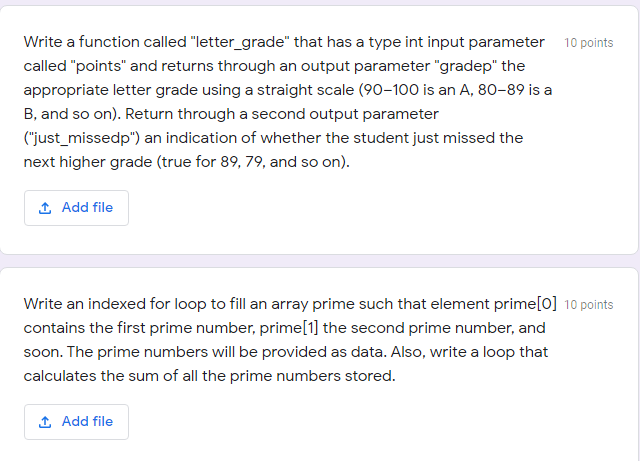 Write a function called "letter_grade" that has a type int input parameter 10 points
called "points" and returns through an output parameter "gradep" the
appropriate letter grade using a straight scale (90–100 is an A, 80–89 is a
B, and so on). Return through a second output parameter
("just_missedp") an indication of whether the student just missed the
next higher grade (true for 89, 79, and so on).
Add file
Write an indexed for loop to fill an array prime such that element prime[0] 10 points
contains the first prime number, prime[1] the second prime number, and
soon. The prime numbers will be provided as data. Also, write a loop that
calculates the sum of all the prime numbers stored.
Add file